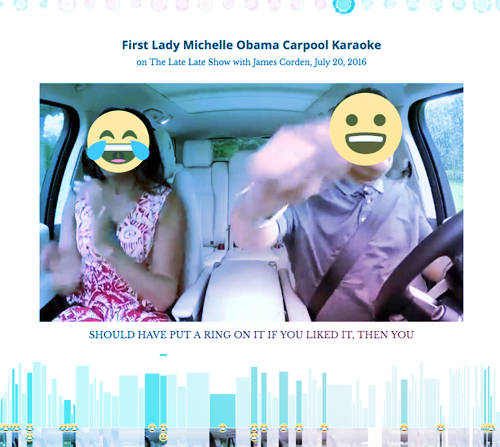 First Lady Michelle Obama Carpool Karaoke
on The Late Late Show with James Corden, July 20, 2016
SHOULD HAVE PUT A RING ON IT IF YOU LIKED IT, THEN YOU